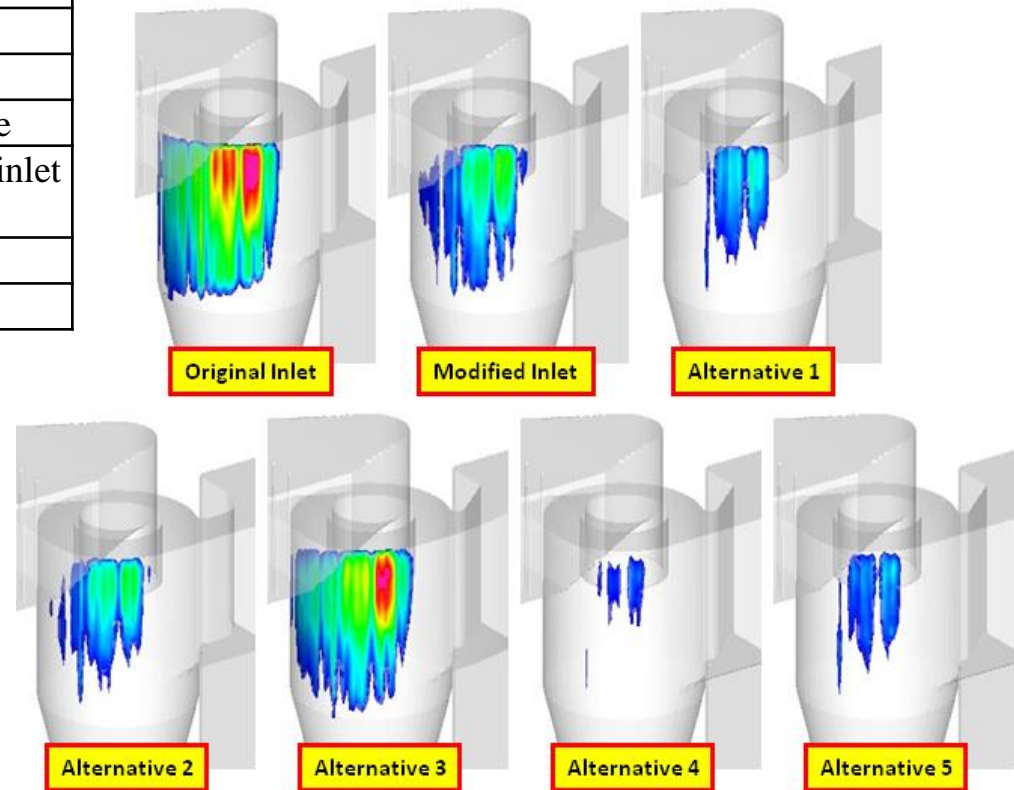 e
inlet
Original Inlet
Modified Inlet
Alternative 1
Alternative 2
Alternative 3
Alternative 4
Alternative 5